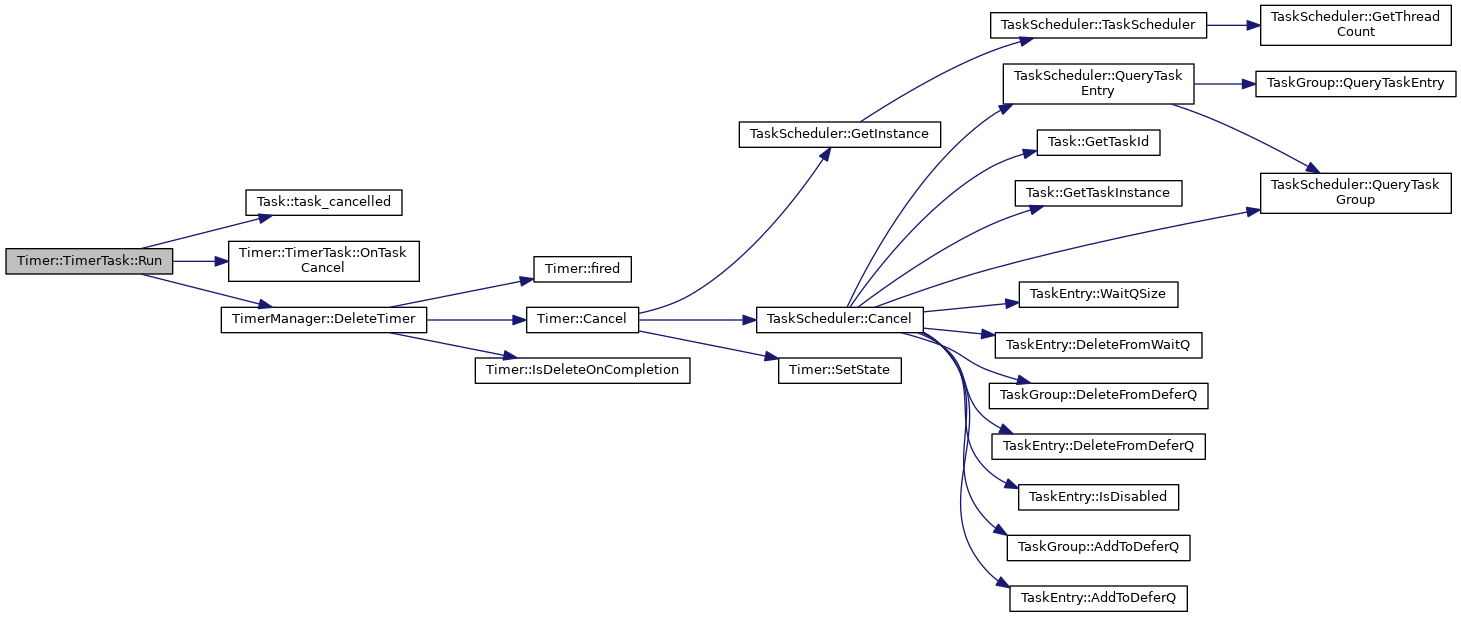 Timer::TimerTask::Run
Task::task_cancelled
Timer::TimerTask::OnTask
Cancel
TimerManager::DeleteTimer
Timer::fired
Timer::Cancel
Timer::IsDeleteOnCompletion
TaskScheduler::GetInstance
TaskScheduler::Cancel
Timer::SetState
TaskScheduler::TaskScheduler
TaskScheduler::QueryTask
Entry
Task::GetTaskId
Task::GetTaskInstance
TaskEntry::WaitQSize
TaskEntry::DeleteFromWaitQ
TaskGroup::DeleteFromDeferQ
TaskEntry::DeleteFromDeferQ
TaskEntry::IsDisabled
TaskGroup::AddToDeferQ
TaskEntry::AddToDeferQ
TaskScheduler::GetThread
Count
TaskGroup::QueryTaskEntry
TaskScheduler::QueryTask
Group